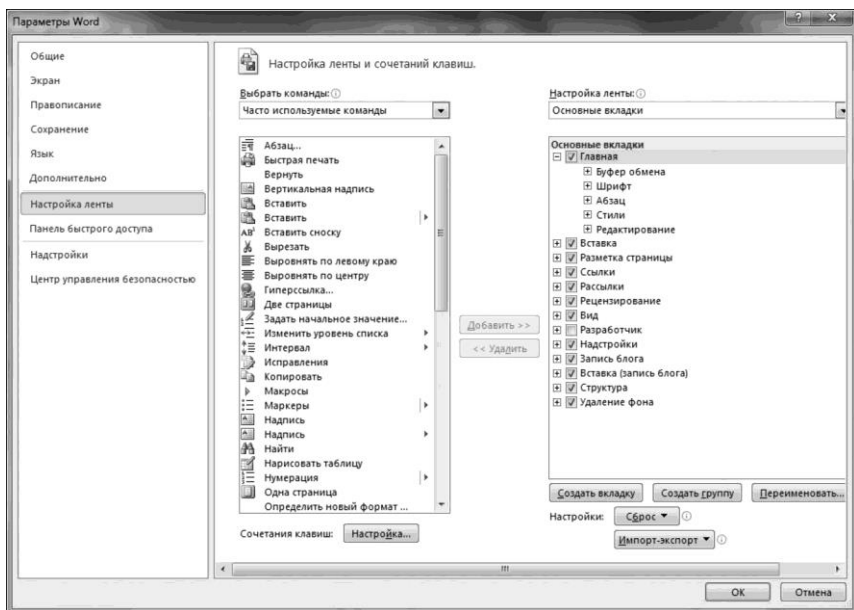 Параметры Word
Общие
Экран
Правописание
Сохранение
Язык
Дополнительно
Настройка ленты
Панель быстрого доступа
Надстройки
Центр управления безопасностью
Настройка ленты и сочетаний клавиш.
Выбрать команды:
Часто используемые команды
Абзац...
Быстрая печать
Вернуть
Вертикальная надпись
Вставить
Вставить
Вставить сноску
Вырезать
Выровнять по левому краю
Выровнять по центру
Гиперссылка...
Две страницы
Задать начальное значение...
Изменить уровень списка
Интервал
Исправления
Копировать
Макросы
Маркеры
Надпись
Надпись
Найти
Нарисовать таблицу
Нумерация
Одна страница
Определить новый формат ...
Сочетания клавиш: Настройка...
Добавить >>
<< Удалить
Настройка ленты:
Основные вкладки
Основные вкладки
Главная
Буфер обмена
Шрифт
Абзац
Стили
Редактирование
Вставка
Разметка страницы
Ссылки
Рассылки
Рецензирование
Вид
Разработчик
Надстройки
Запись блога
Вставка (запись блога)
Структура
Удаление фона
Создать вкладку Создать группу Переименовать...
Настройки: Сброс
Импорт-экспорт
ОК Отмена